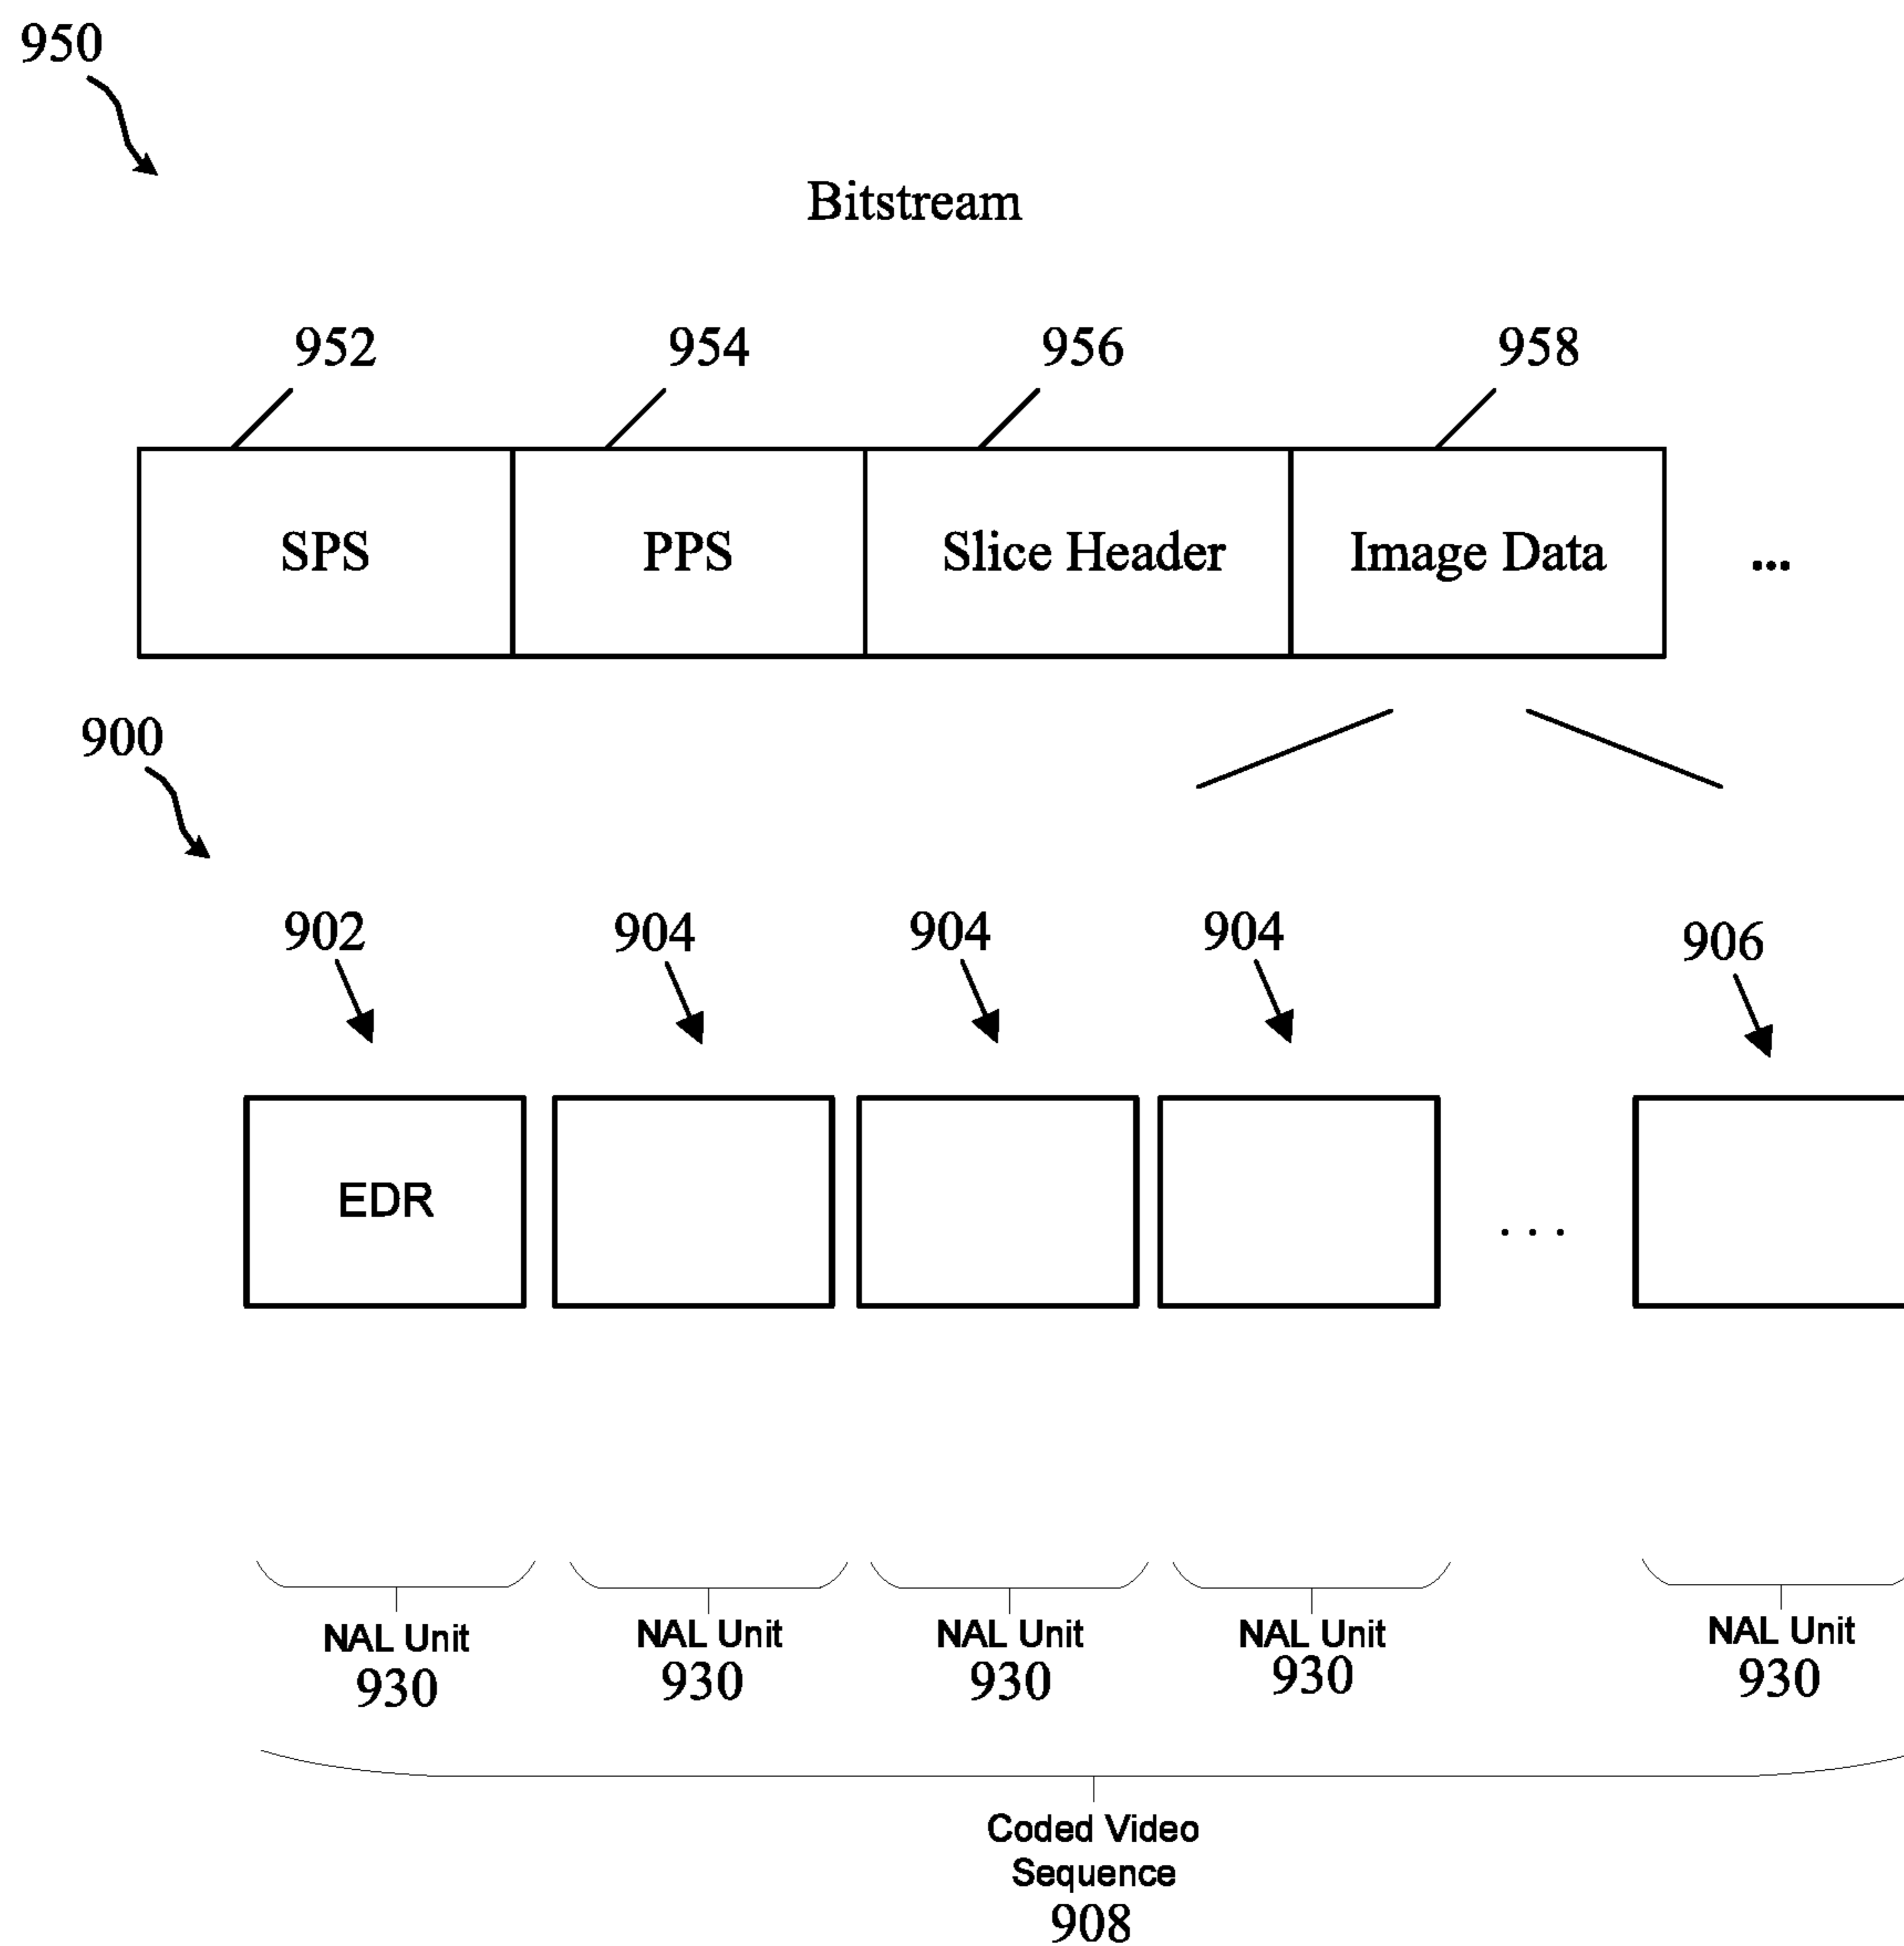 950
Bitstream
952 954 956 958
SPS PPS Slice Header Image Data ...
900
902 904 904 904 906
EDR
. . .
NAL Unit NAL Unit NAL Unit NAL Unit NAL Unit
930 930 930 930 930
Coded Video
Sequence
908